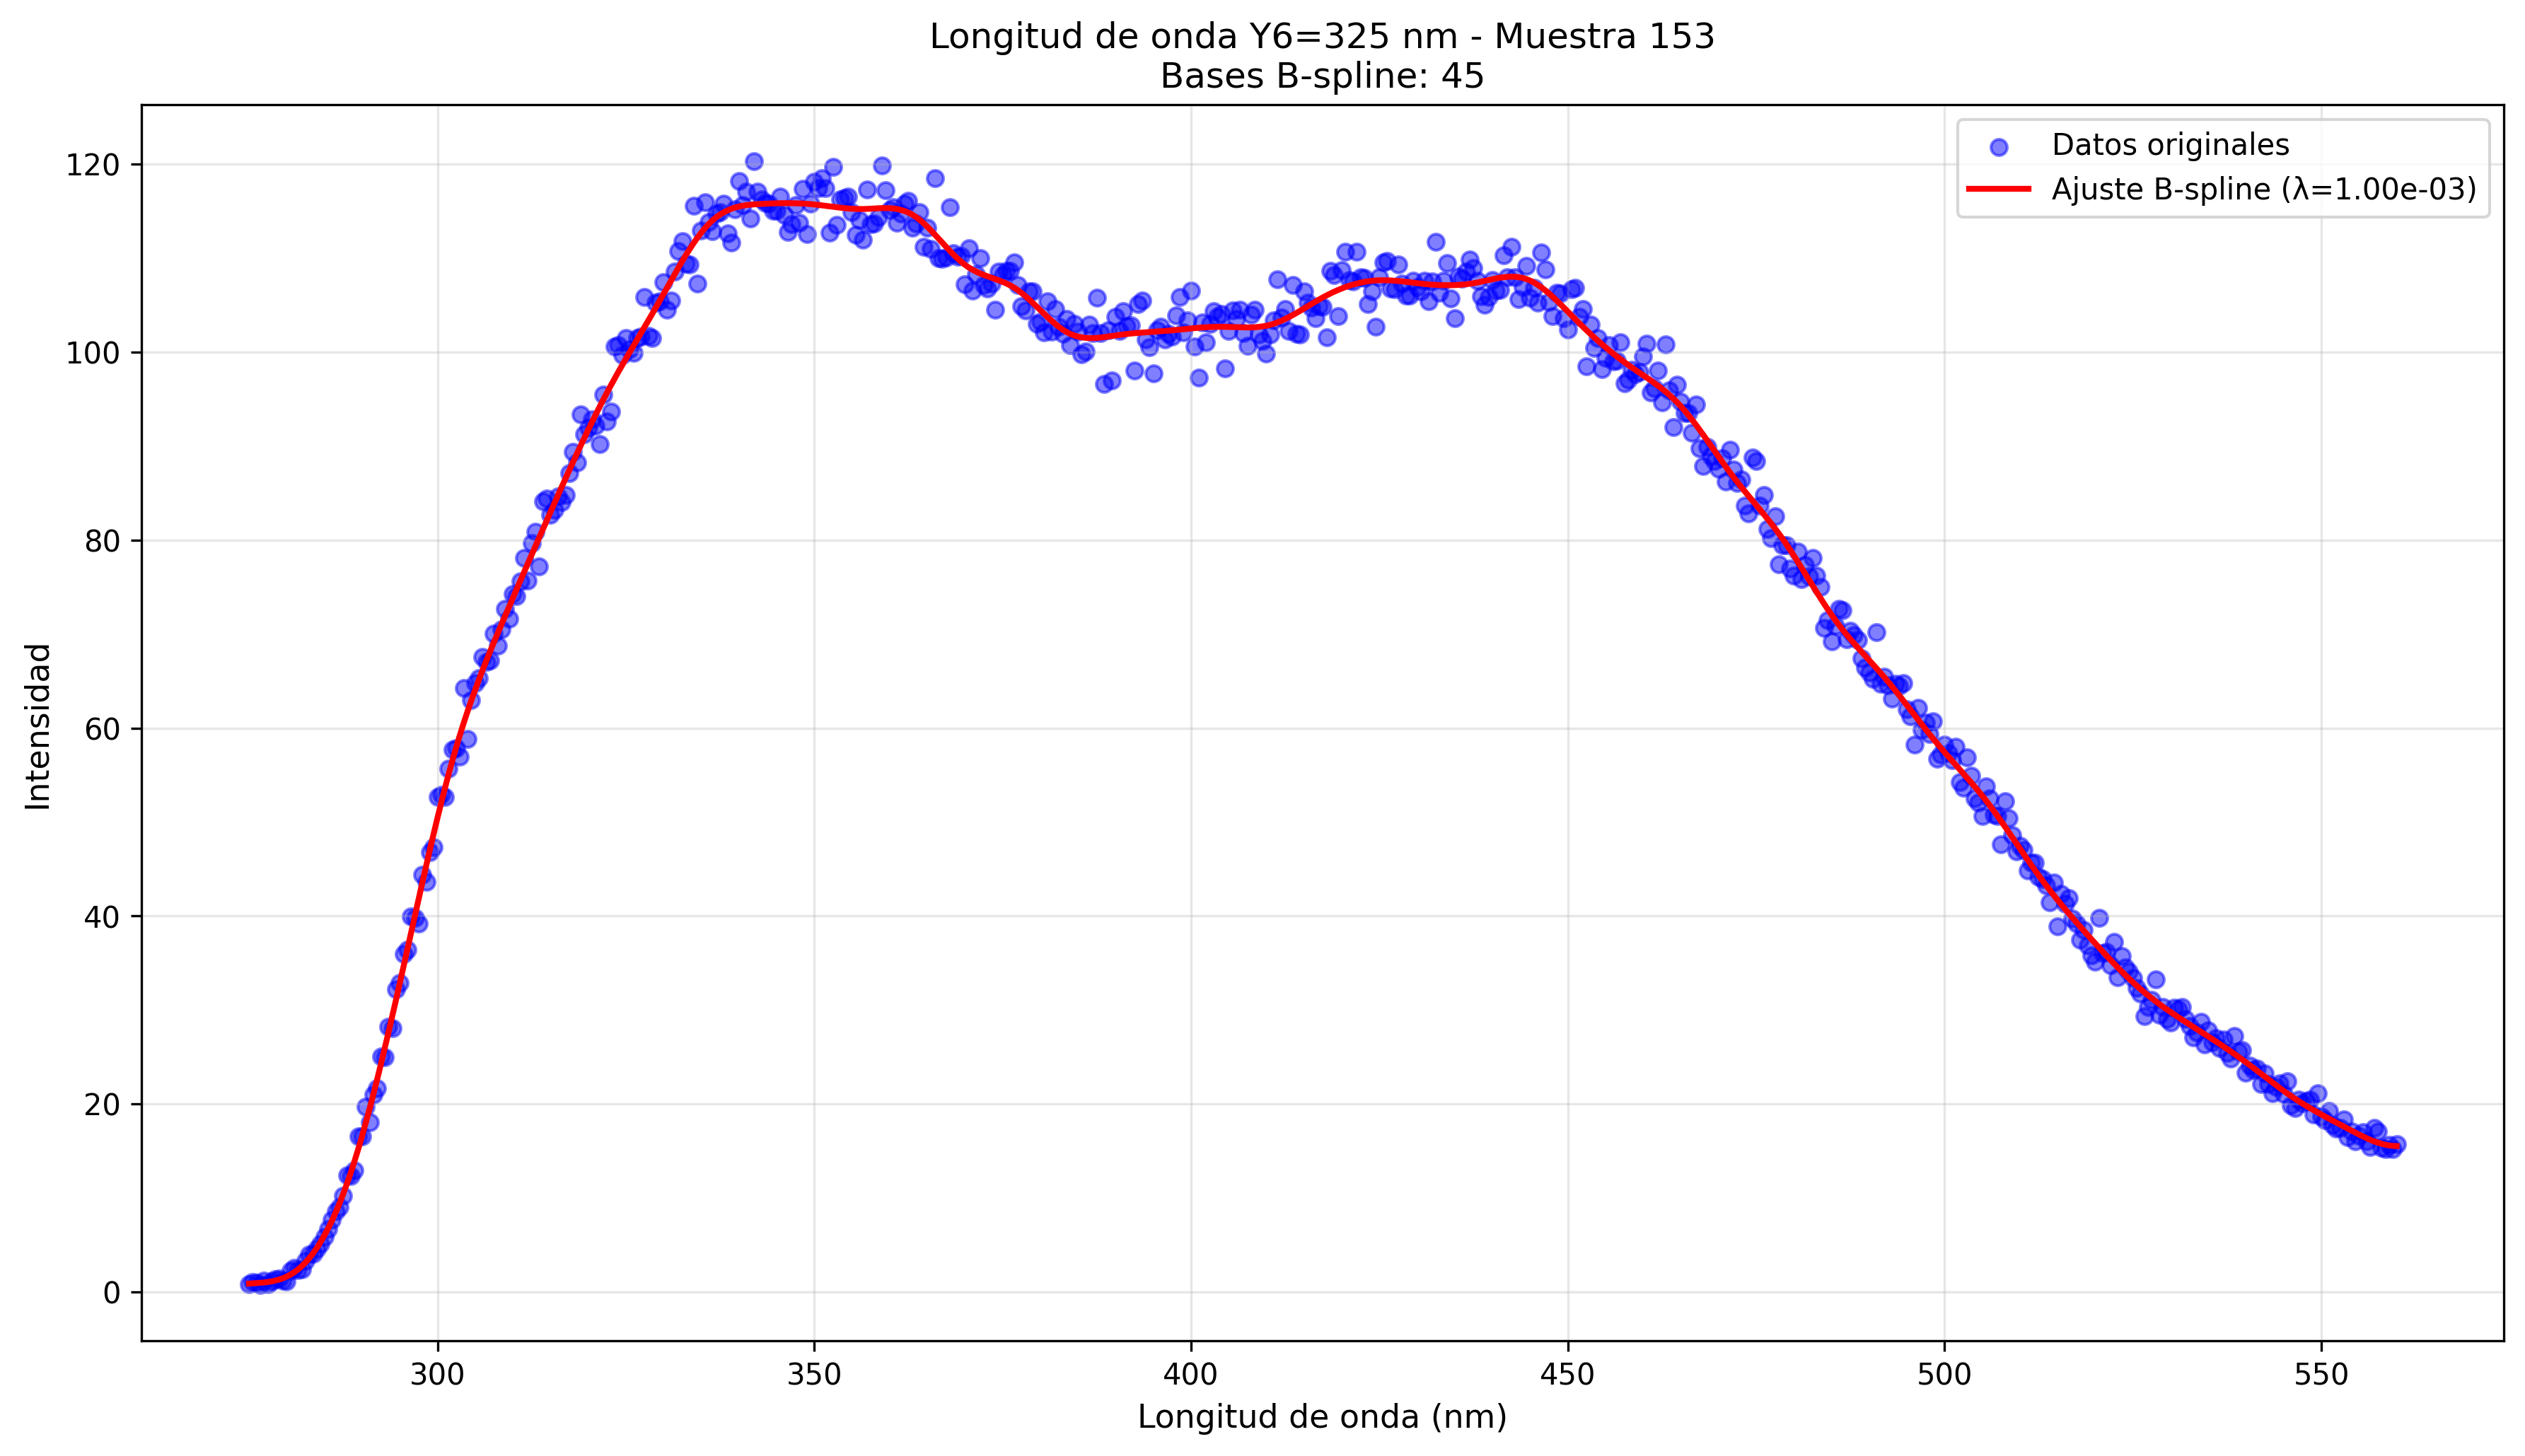 Longitud de onda Y6=325 nm - Muestra 153
Bases B-spline: 45
Datos originales
Ajuste B-spline (λ=1.00e-03)
Intensidad
120
100
80
60
40
20
0
300 350 400 450 500 550
Longitud de onda (nm)